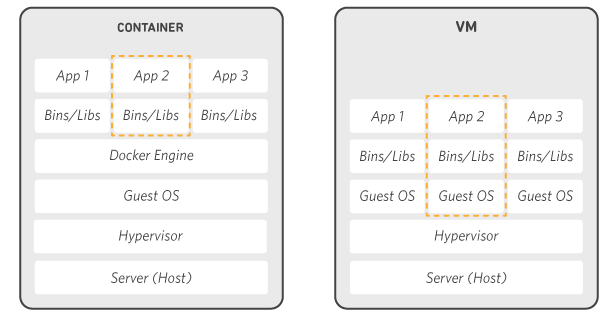 CONTAINER
App 1 App 2 App 3
Bins/Libs Bins/Libs Bins/Libs
Docker Engine
Guest OS
Hypervisor
Server (Host)
VM
App 1 App 2 App 3
Bins/Libs Bins/Libs Bins/Libs
Guest OS Guest OS Guest OS
Hypervisor
Server (Host)